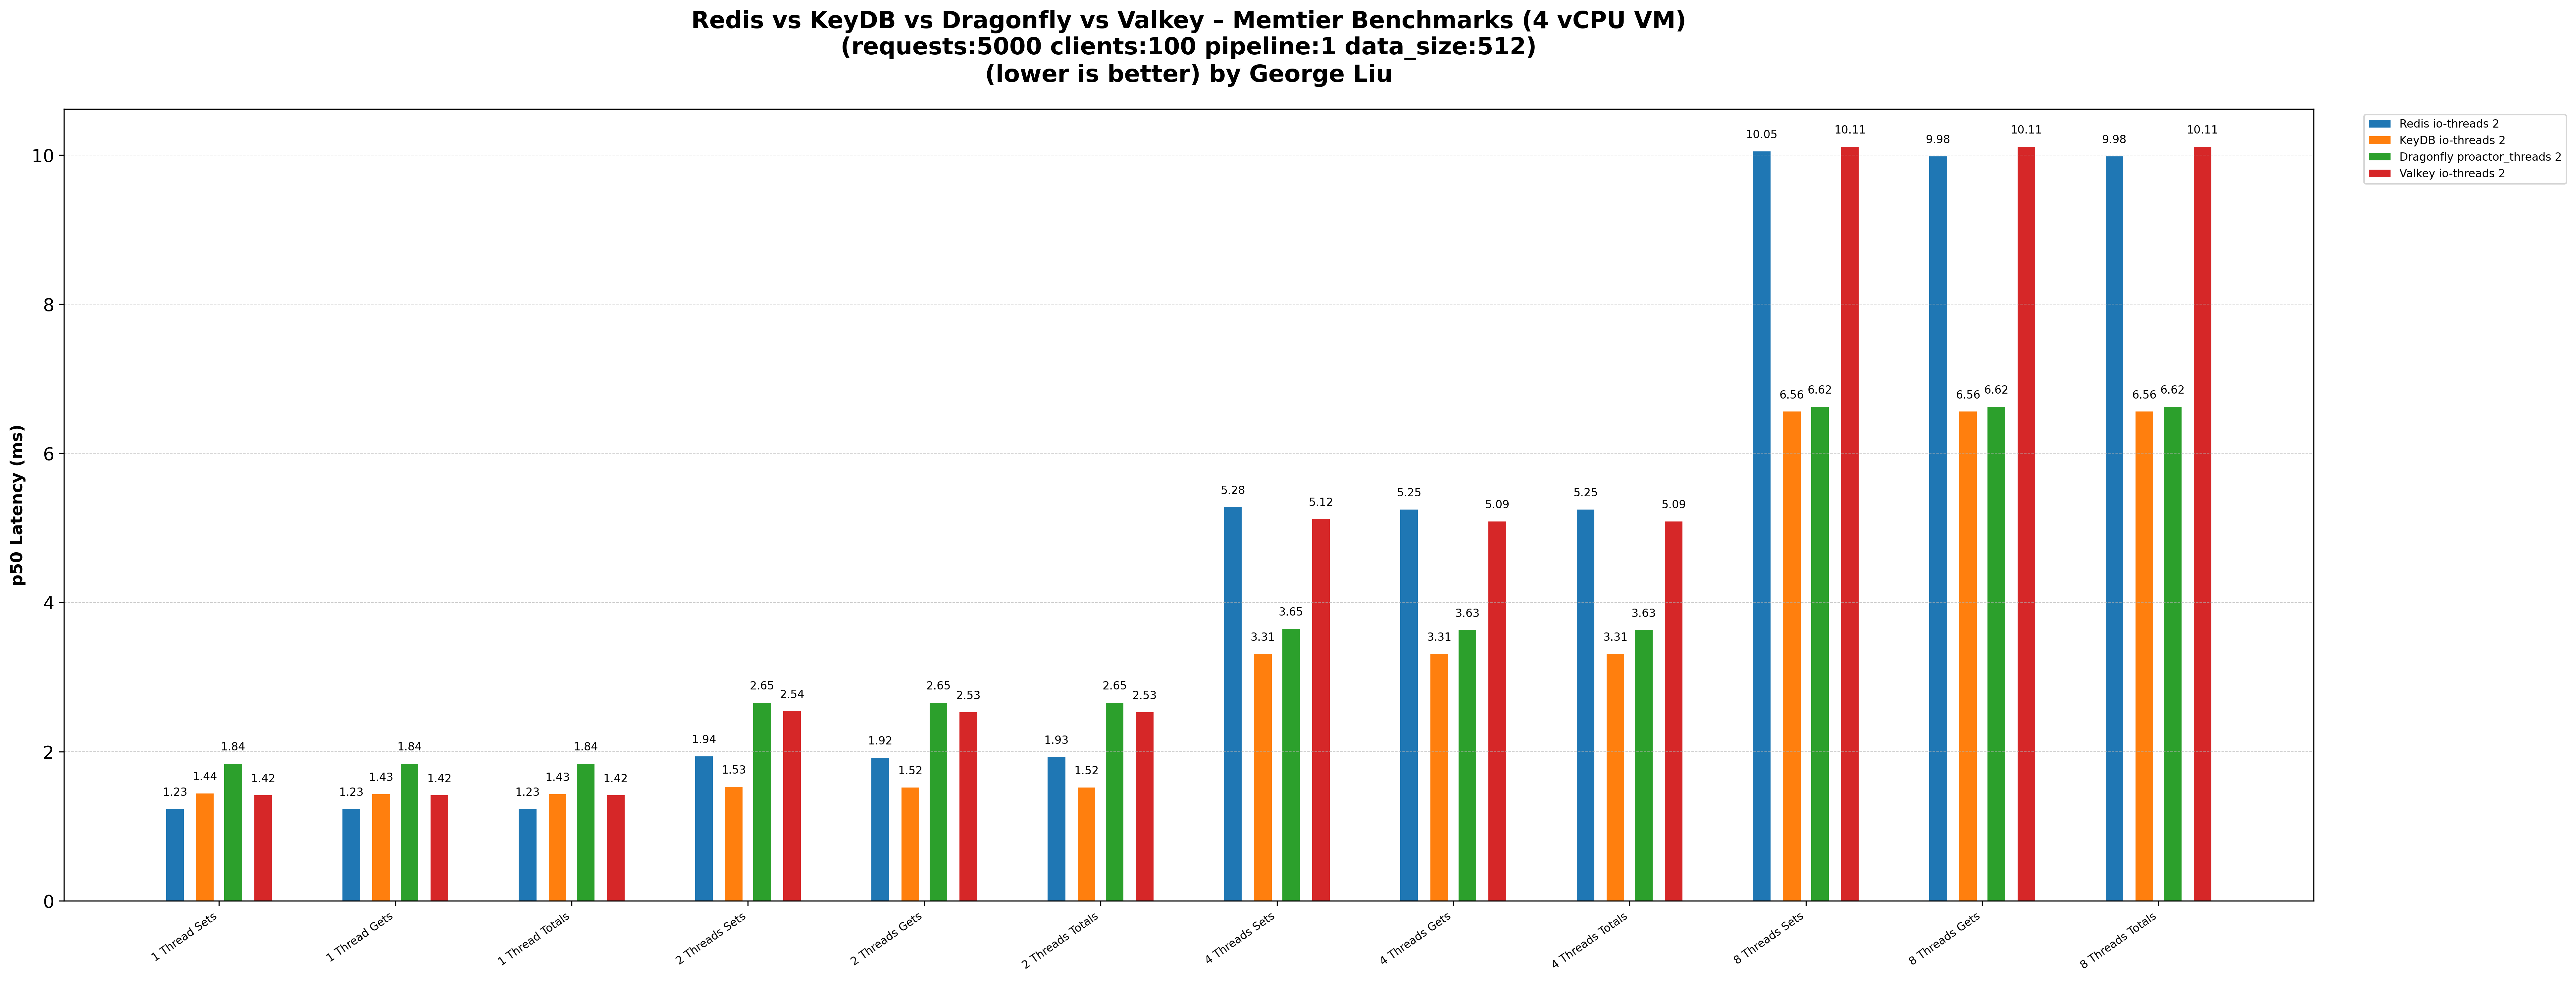 Redis vs KeyDB vs Dragonfly vs Valkey – Memtier Benchmarks (4 vCPU VM)
(requests:5000 clients:100 pipeline:1 data_size:512)
(lower is better) by George Liu
Redis io-threads 2
KeyDB io-threads 2
Dragonfly proactor_threads 2
Valkey io-threads 2
p50 Latency (ms)
10
8
6
4
2
0
1.23 1.44 1.84 1.42
1.23 1.43 1.84 1.42
1.23 1.43 1.84 1.42
1.94 1.53 2.65 2.54
1.92 1.52 2.65 2.53
1.93 1.52 2.65 2.53
5.28 3.31 3.65 5.12
5.25 3.31 3.63 5.09
5.25 3.31 3.63 5.09
10.05 6.56 6.62 10.11
9.98 6.56 6.62 10.11
9.98 6.56 6.62 10.11
1 Thread Sets
1 Thread Gets
1 Thread Totals
2 Threads Sets
2 Threads Gets
2 Threads Totals
4 Threads Sets
4 Threads Gets
4 Threads Totals
8 Threads Sets
8 Threads Gets
8 Threads Totals